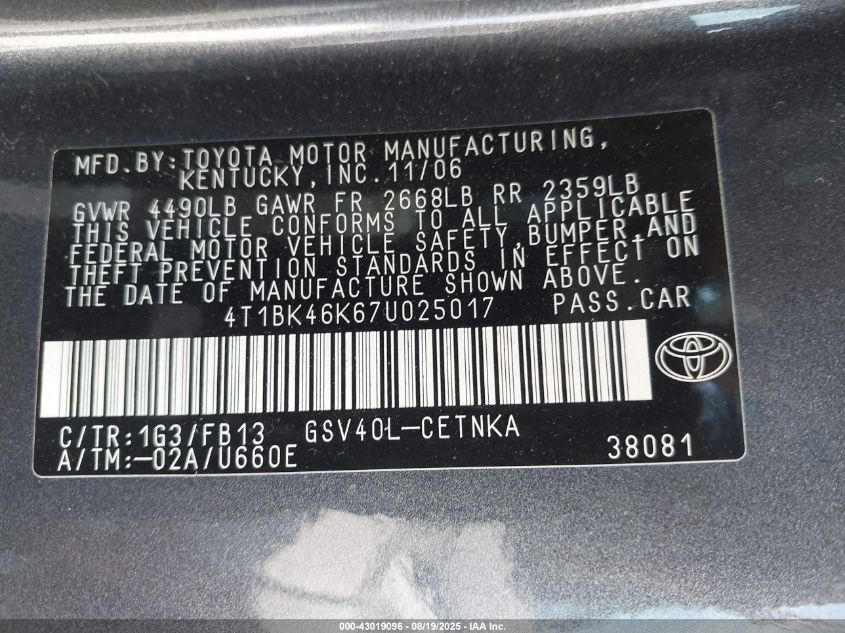 MFD.BY:TOYOTA MOTOR MANUFACTURING,
KENTUCKY,INC.11/06
GVWR 4490LB GAWR FR 2668LB RR 2359LB
THIS VEHICLE CONFORMS TO ALL APPLICABLE
FEDERAL MOTOR VEHICLE SAFETY,BUMPER,AND
THEFT PREVENTION STANDARDS IN EFFECT ON
THE DATE OF MANUFACTURE SHOWN ABOVE.
4T1BK46K67U025017 PASS.CAR
C/TR:1G3/FB13 GSV40L-CETNKA
A/TM:-02A/U660E 38081
000-43019096 - 08/19/2025 - IAA Inc.